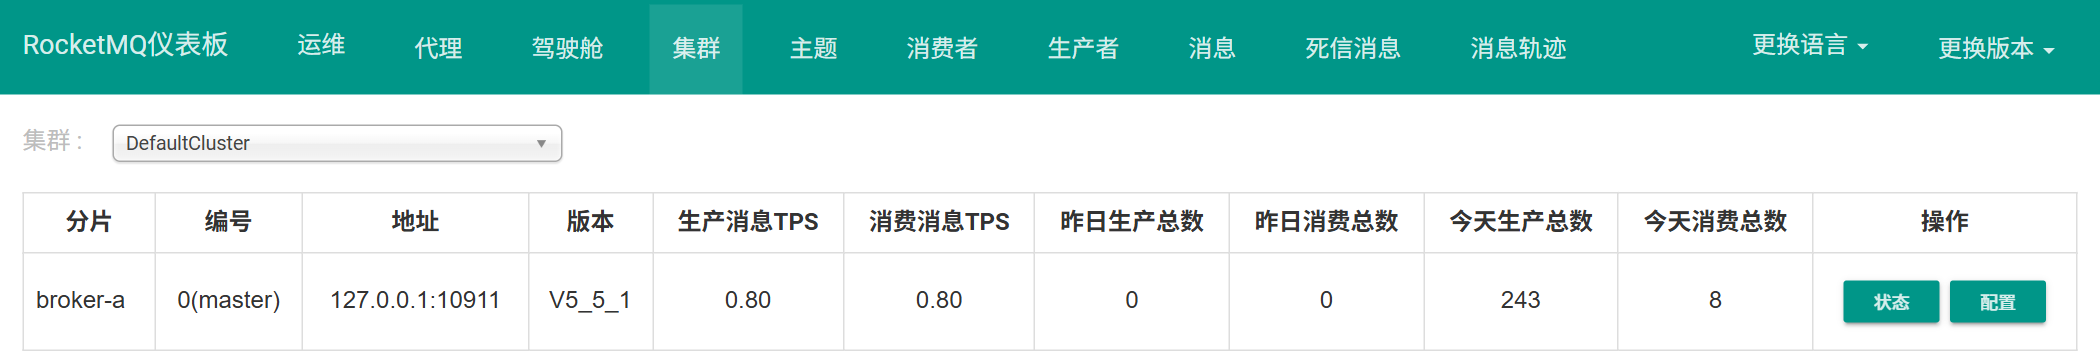 RocketMQ仪表板 运维 代理 驾驶舱 集群 主题 消费者 生产者 消息 死信消息 消息轨迹 更换语言 更换版本
集群 : DefaultCluster
分片 编号 地址 版本 生产消息TPS 消费消息TPS 昨日生产总数 昨日消费总数 今天生产总数 今天消费总数 操作
broker-a 0(master) 127.0.0.1:10911 V5_5_1 0.80 0.80 0 0 243 8 状态 配置